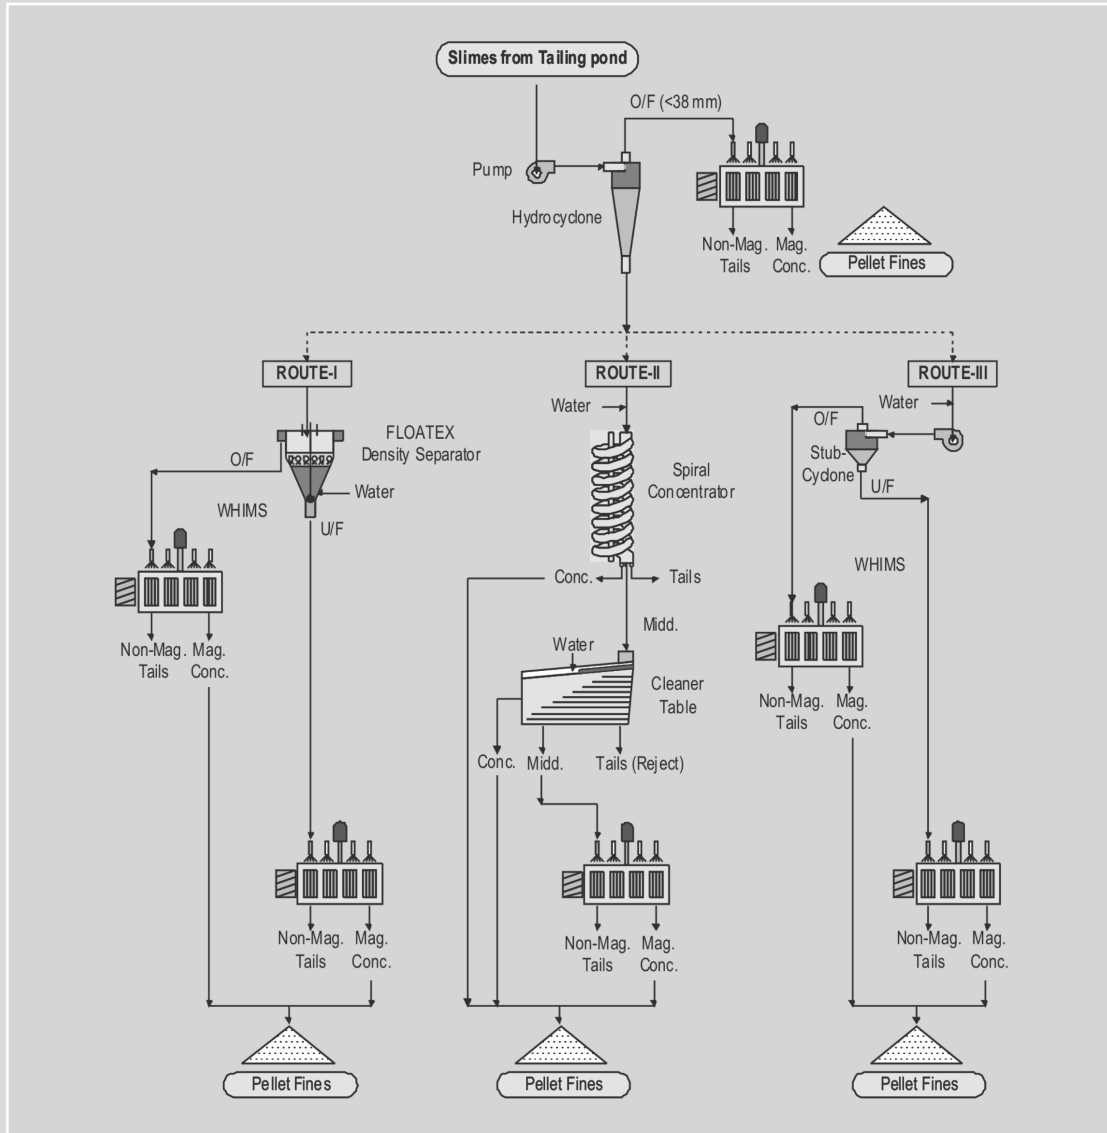 Slimes from Tailing pond
O/F (<38 mm)
Pump
Hydrocyclone
Non-Mag.
Tails
Mag.
Conc.
Pellet Fines
ROUTE-I
ROUTE-II
ROUTE-III
FLOATEX
Density Separator
O/F
Water
WHIMS
U/F
Non-Mag.
Tails
Mag.
Conc.
Non-Mag.
Tails
Mag.
Conc.
Pellet Fines
Water
Spiral
Concentrator
Conc.
Tails
Midd.
Water
Cleaner
Table
Conc.
Midd.
Tails (Reject)
Non-Mag.
Tails
Mag.
Conc.
Pellet Fines
Water
O/F
Stub-
Cyclone
U/F
WHIMS
Non-Mag.
Tails
Mag.
Conc.
Non-Mag.
Tails
Mag.
Conc.
Pellet Fines